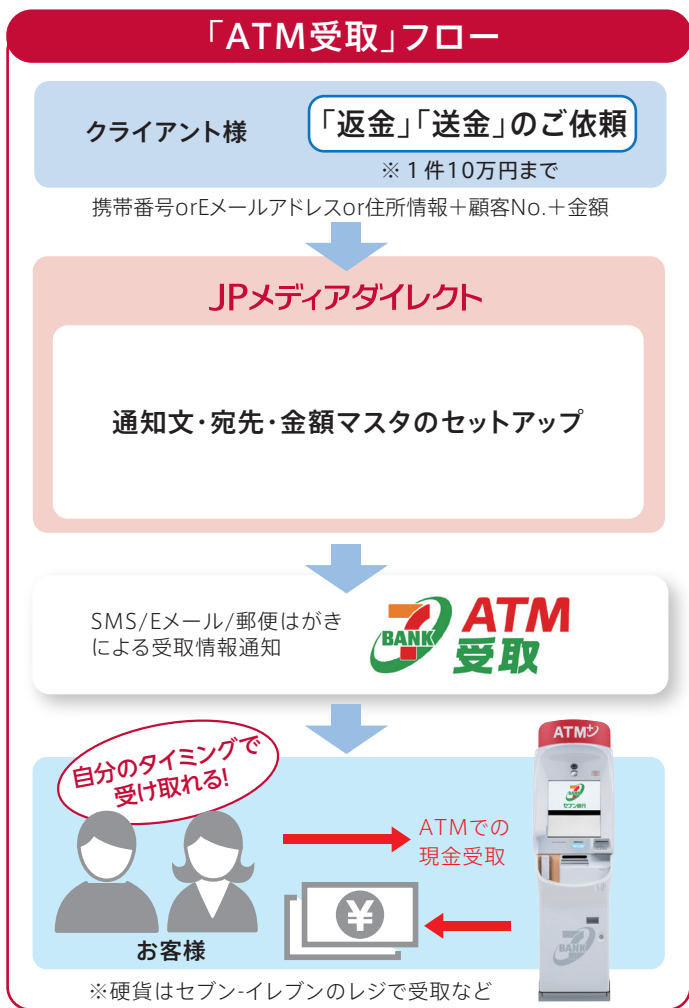 「ATM受取」フロー
クライアント様
「返金」「送金」のご依頼
※1件10万円まで
携帯番号orEメールアドレスor住所情報＋顧客No.＋金額
JPメディアダイレクト
通知文・宛先・金額マスタのセットアップ
SMS/Eメール/郵便はがき
による受取情報通知
7
BANK
ATM
受取
自分のタイミングで
受け取れる!
ATM+
7
セブン銀行
ATMでの
現金受取
¥
7
BANK
お客様
※硬貨はセブン-イレブンのレジで受取など